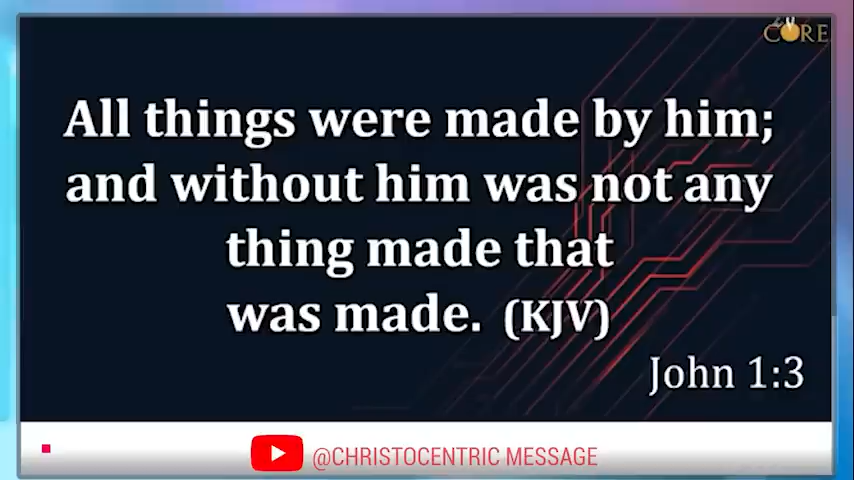 CORE
All things were made by him;
and without him was not any
thing made that
was made. (KJV)
John 1:3
@CHRISTOCENTRIC MESSAGE